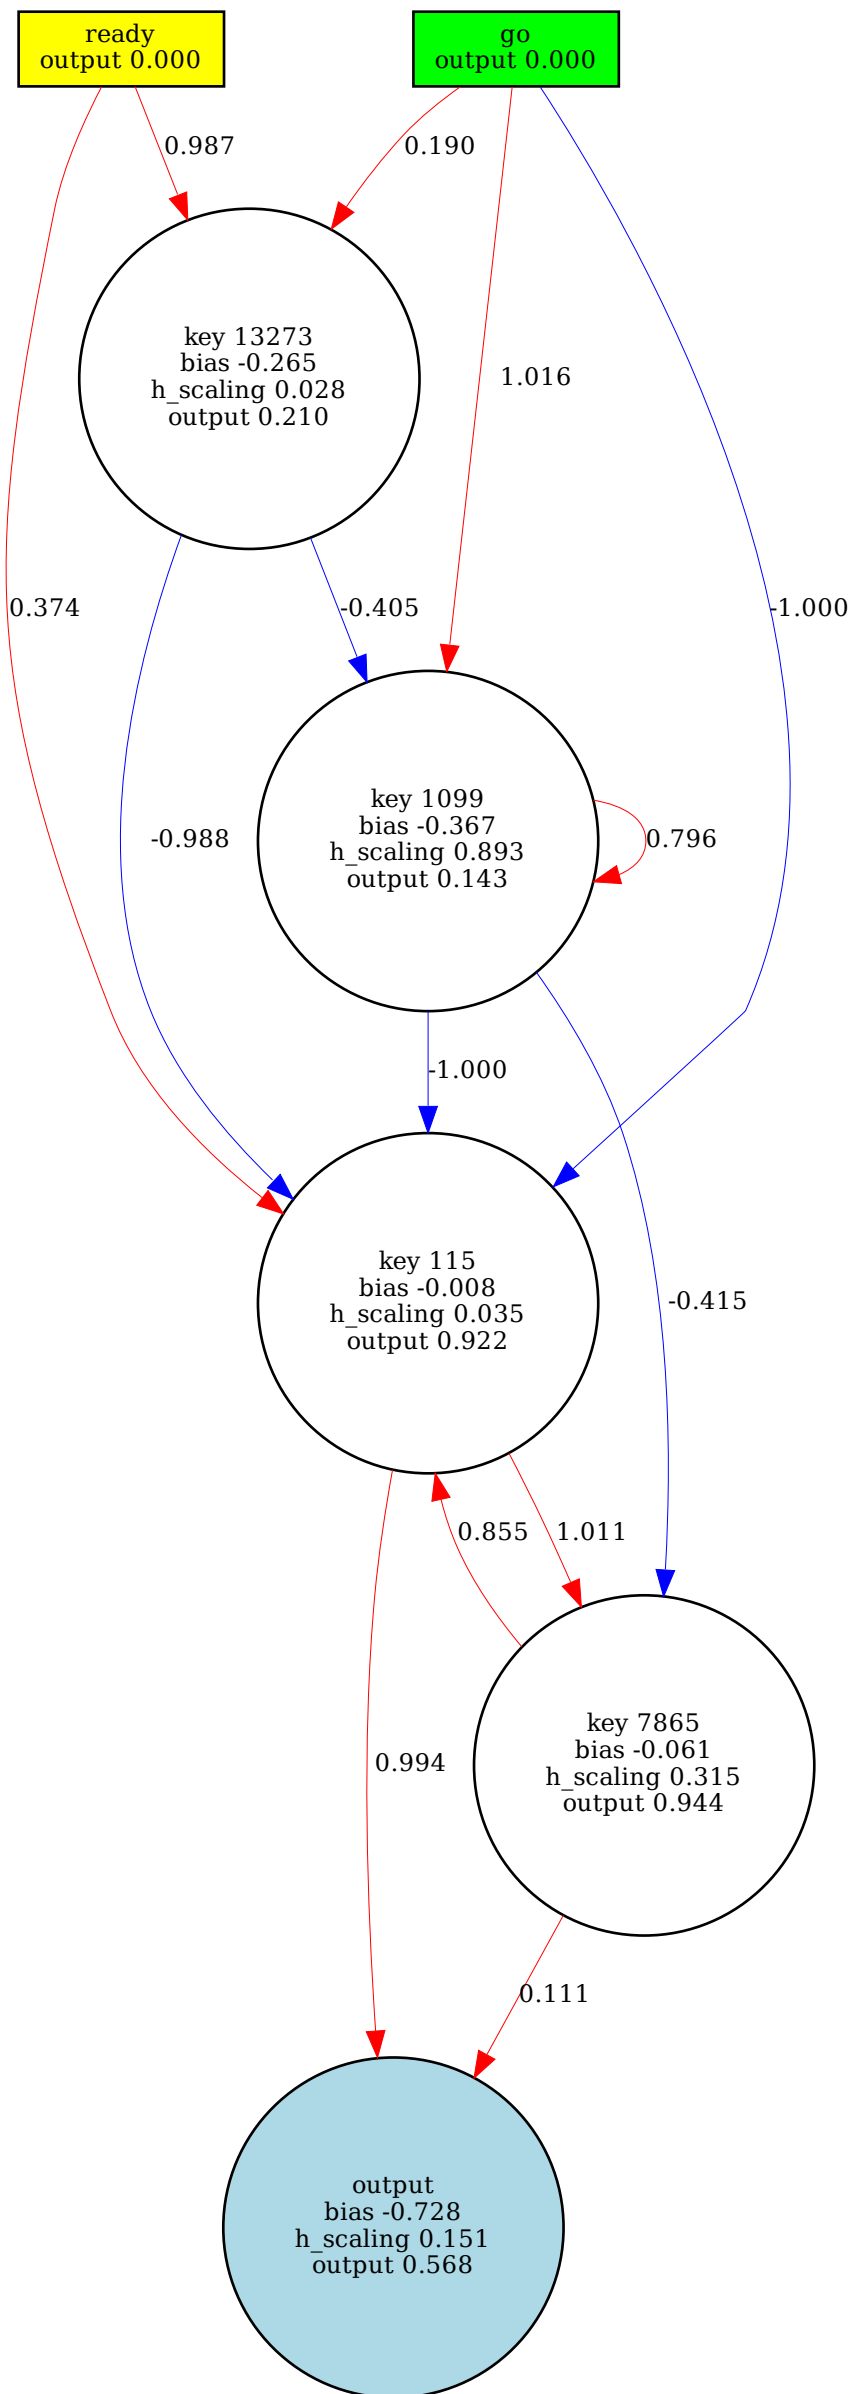 ready
output 0.000
go
output 0.000
0.987
0.190
key 13273
bias -0.265
h_scaling 0.028
output 0.210
1.016
0.374
-0.405
-1.000
key 1099
bias -0.367
h_scaling 0.893
output 0.143
-0.988
0.796
-1.000
key 115
bias -0.008
h_scaling 0.035
output 0.922
-0.415
0.855
1.011
key 7865
bias -0.061
h_scaling 0.315
output 0.944
0.994
0.111
output
bias -0.728
h_scaling 0.151
output 0.568